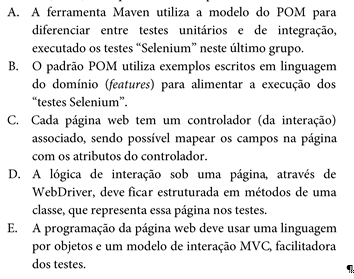 A. A ferramenta Maven utiliza a modelo do POM para
diferenciar entre testes unitários e de integração,
executado os testes “Selenium” neste último grupo.
B. O padrão POM utiliza exemplos escritos em linguagem
do domínio (features) para alimentar a execução dos
“testes Selenium”.
C. Cada página web tem um controlador (da interação)
associado, sendo possível mapear os campos na página
com os atributos do controlador.
D. A lógica de interação sob uma página, através de
WebDriver, deve ficar estruturada em métodos de uma
classe, que representa essa página nos testes.
E. A programação da página web deve usar uma linguagem
por objetos e um modelo de interação MVC, facilitadora
dos testes.
¶